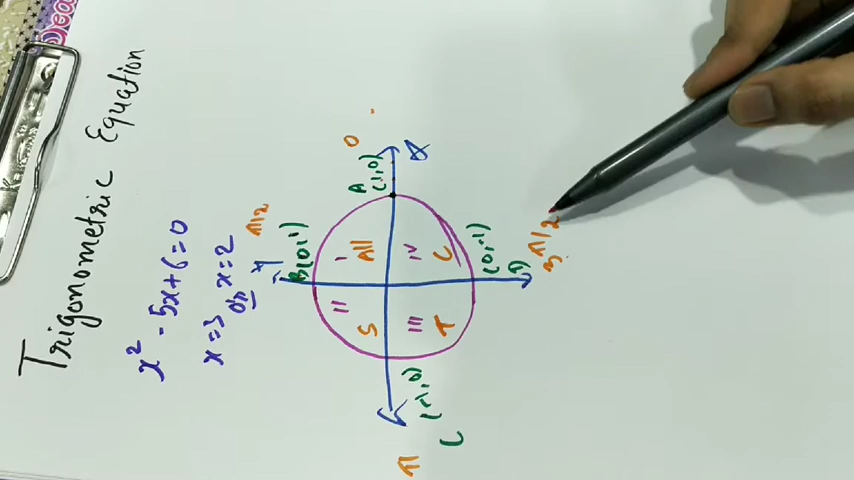 Trigonometric Equation
x² - 5x + 6 = 0
x = 3 or x = 2
Y π/2
B(0,1)
II I
S All
π (-1,0) A (1,0) 0
C X
III IV
T C
(0,-1)
D
3π/2